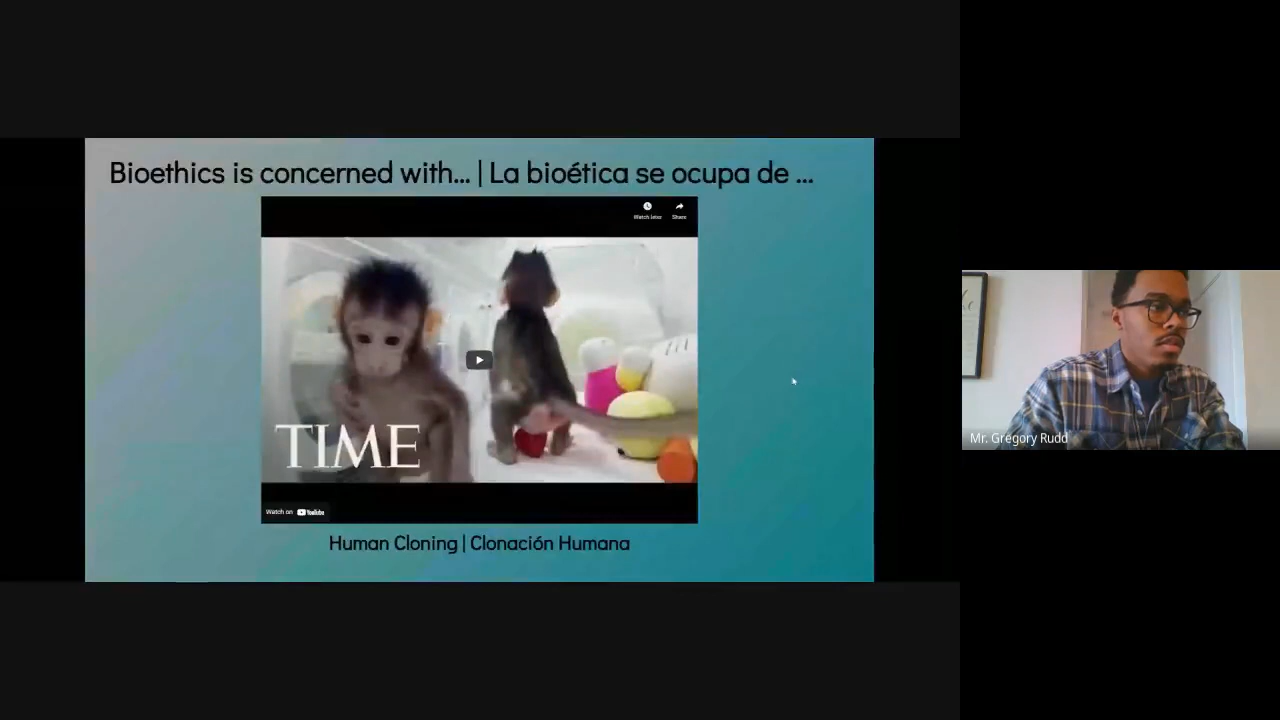 Bioethics is concerned with... | La bioética se ocupa de ...
Watch later
Share
TIME
Watch on YouTube
Human Cloning | Clonación Humana
Mr. Gregory Rudd